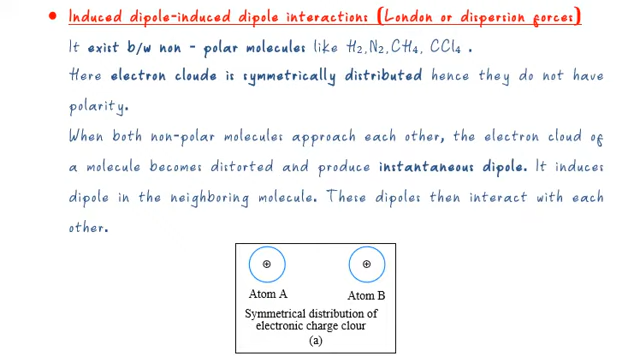 • Induced dipole-induced dipole interactions (London or dispersion forces)
It exist b/w non - polar molecules like H₂,N₂,CH₄, CCl₄ .
Here electron cloude is symmetrically distributed hence they do not have
polarity.
When both non-polar molecules approach each other, the electron cloud of
a molecule becomes distorted and produce instantaneous dipole. It induces
dipole in the neighboring molecule. These dipoles then interact with each
other.
⊕ ⊕
Atom A Atom B
Symmetrical distribution of
electronic charge clour
(a)